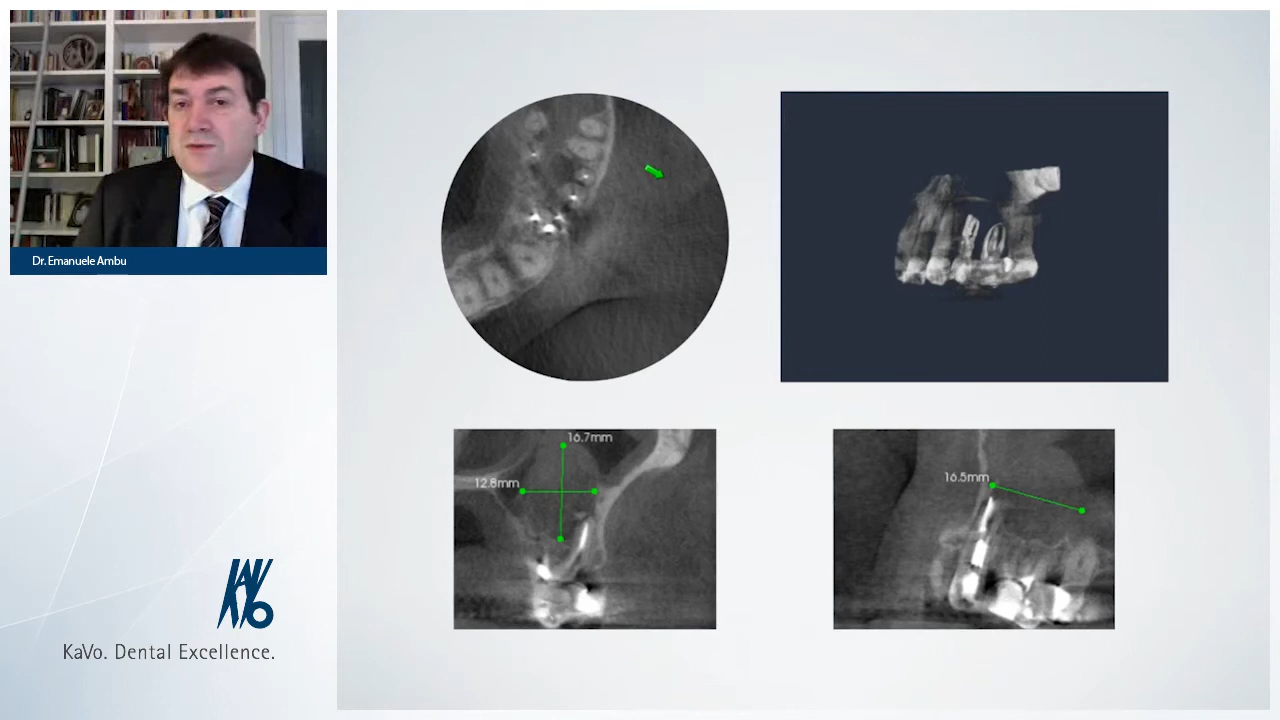 Dr. Emanuele Ambu
KAVO
KaVo. Dental Excellence.
16.7mm
12.8mm
16.5mm